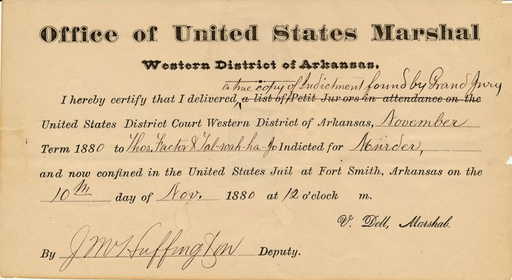 Office of United States Marshal
Western District of Arkansas.
a true copy of Indictment found by Grand Jury
I hereby certify that I delivered ^ a list of Petit Jurors in attendance on the
United States District Court Western District of Arkansas, November
Term 1880 to Thos. Factor & Tal-wah-ha-jo Indicted for Murder,
and now confined in the United States Jail at Fort Smith, Arkansas on the
10th day of Nov. 1880 at 12 o'clock m.
V. Dell, Marshal.
By J M Huffington Deputy.